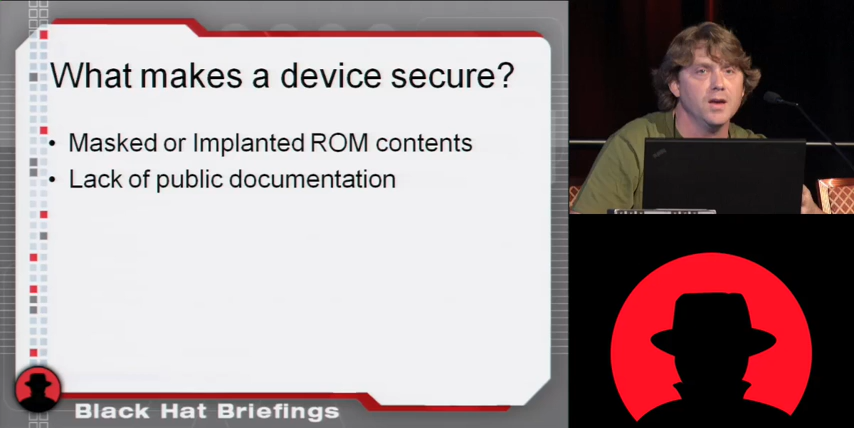 What makes a device secure?
• Masked or Implanted ROM contents
• Lack of public documentation
Black Hat Briefings